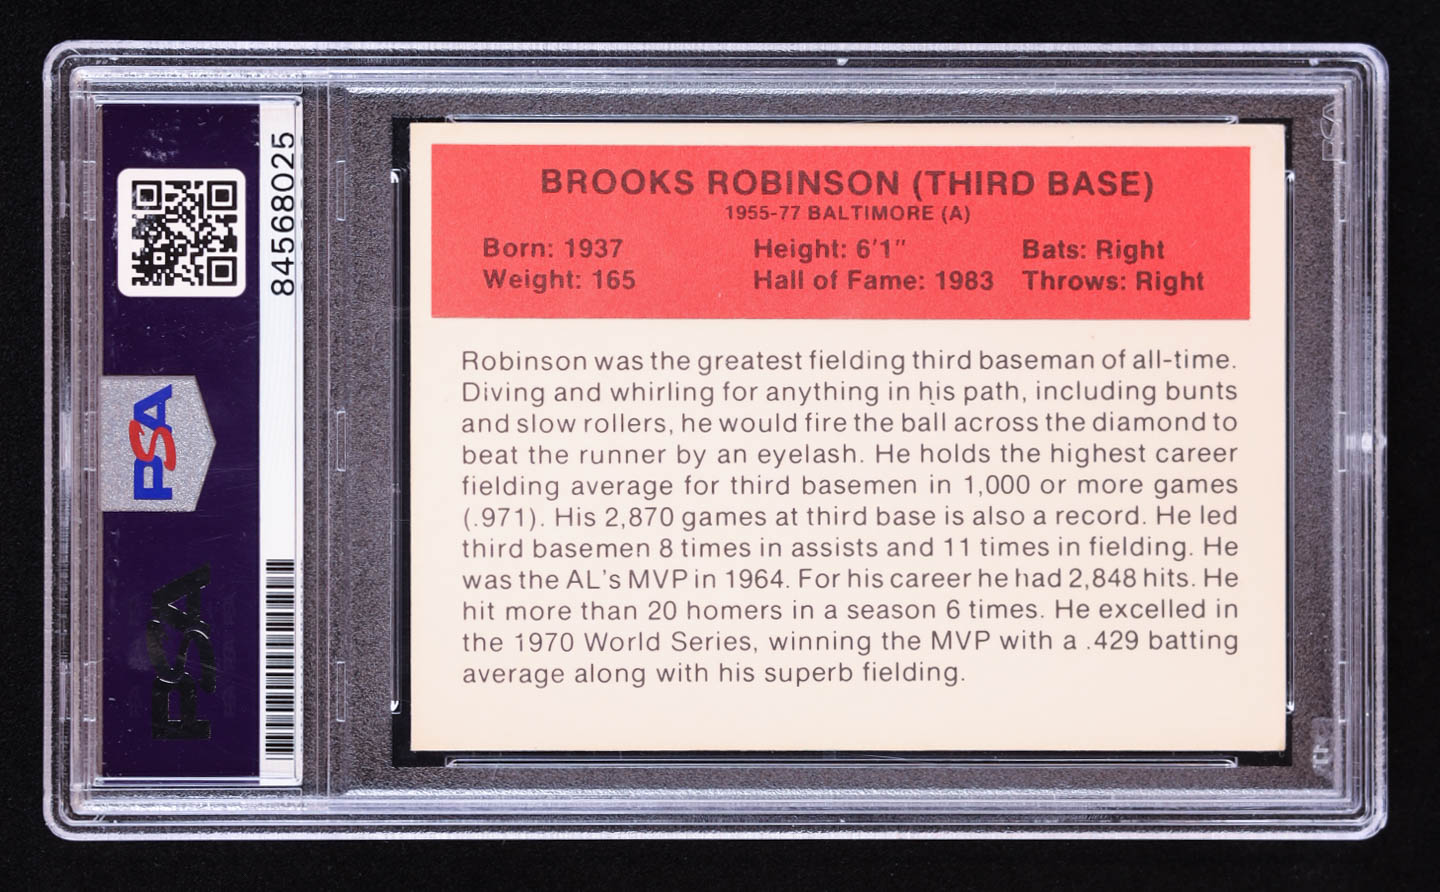 BROOKS ROBINSON (THIRD BASE)
1955-77 BALTIMORE (A)
Born: 1937 Height: 6'1" Bats: Right
Weight: 165 Hall of Fame: 1983 Throws: Right
Robinson was the greatest fielding third baseman of all-time.
Diving and whirling for anything in his path, including bunts
and slow rollers, he would fire the ball across the diamond to
beat the runner by an eyelash. He holds the highest career
fielding average for third basemen in 1,000 or more games
(.971). His 2,870 games at third base is also a record. He led
third basemen 8 times in assists and 11 times in fielding. He
was the AL's MVP in 1964. For his career he had 2,848 hits. He
hit more than 20 homers in a season 6 times. He excelled in
the 1970 World Series, winning the MVP with a .429 batting
average along with his superb fielding.
84568025
PSA
PSA
PSA